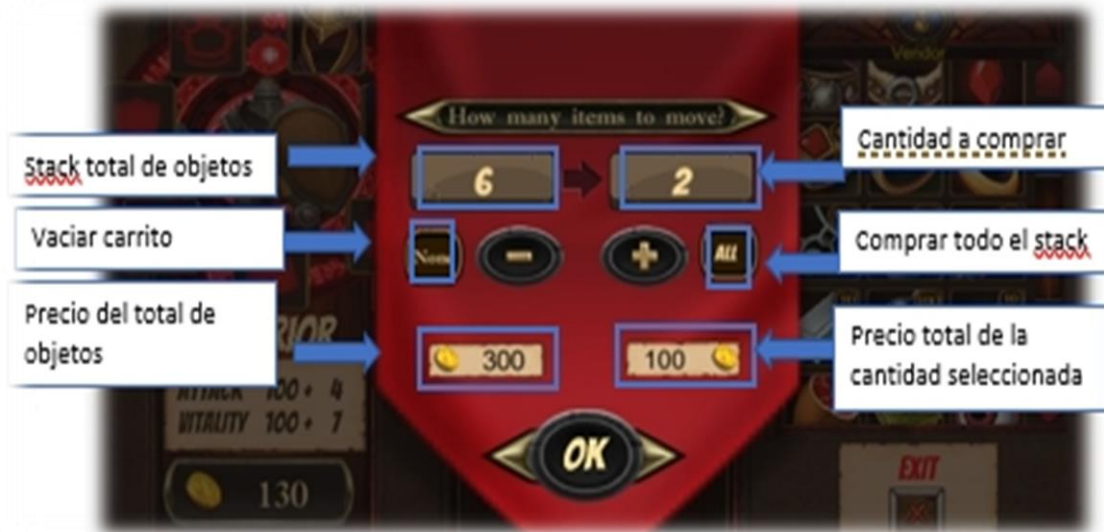 Vendor
How many items to move?
Stack total de objetos
6
2
Cantidad a comprar
Vaciar carrito
None
-
+
ALL
Comprar todo el stack
Precio del total de
objetos
300
100
Precio total de la
cantidad seleccionada
RIOR
ATTACK 100 + 4
VITALITY 100 + 7
OK
130
EXIT